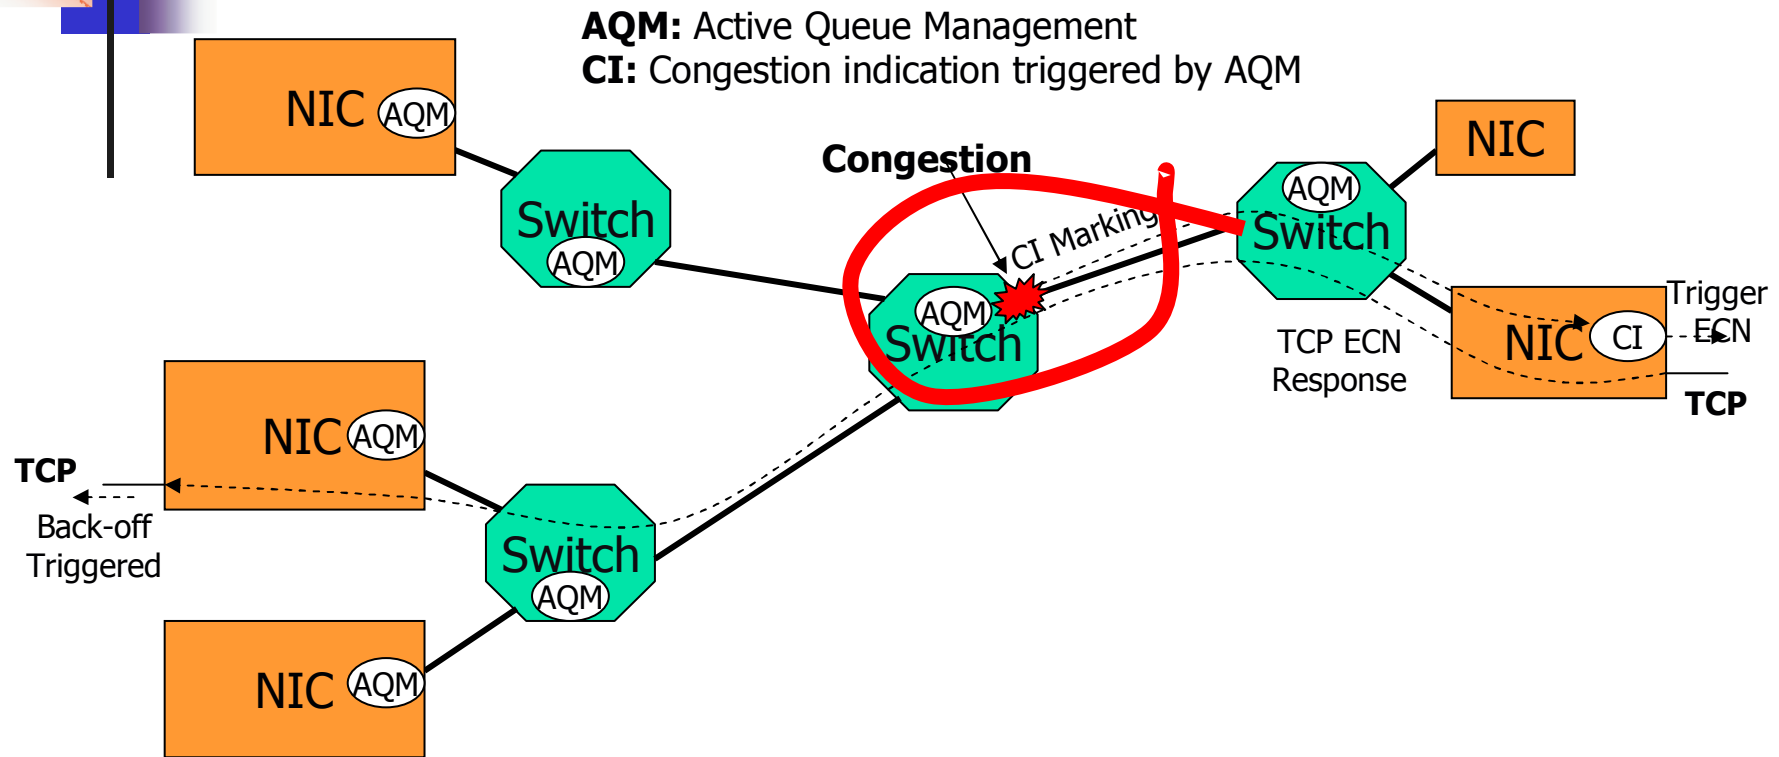 AQM: Active Queue Management
CI: Congestion indication triggered by AQM
NIC AQM
NIC
Congestion
AQM
Switch
CI Marking
Switch
AQM
AQM
Switch
Trigger
ECN
NIC CI
TCP ECN
Response
TCP
NIC AQM
TCP
Back-off
Triggered
Switch
AQM
NIC AQM